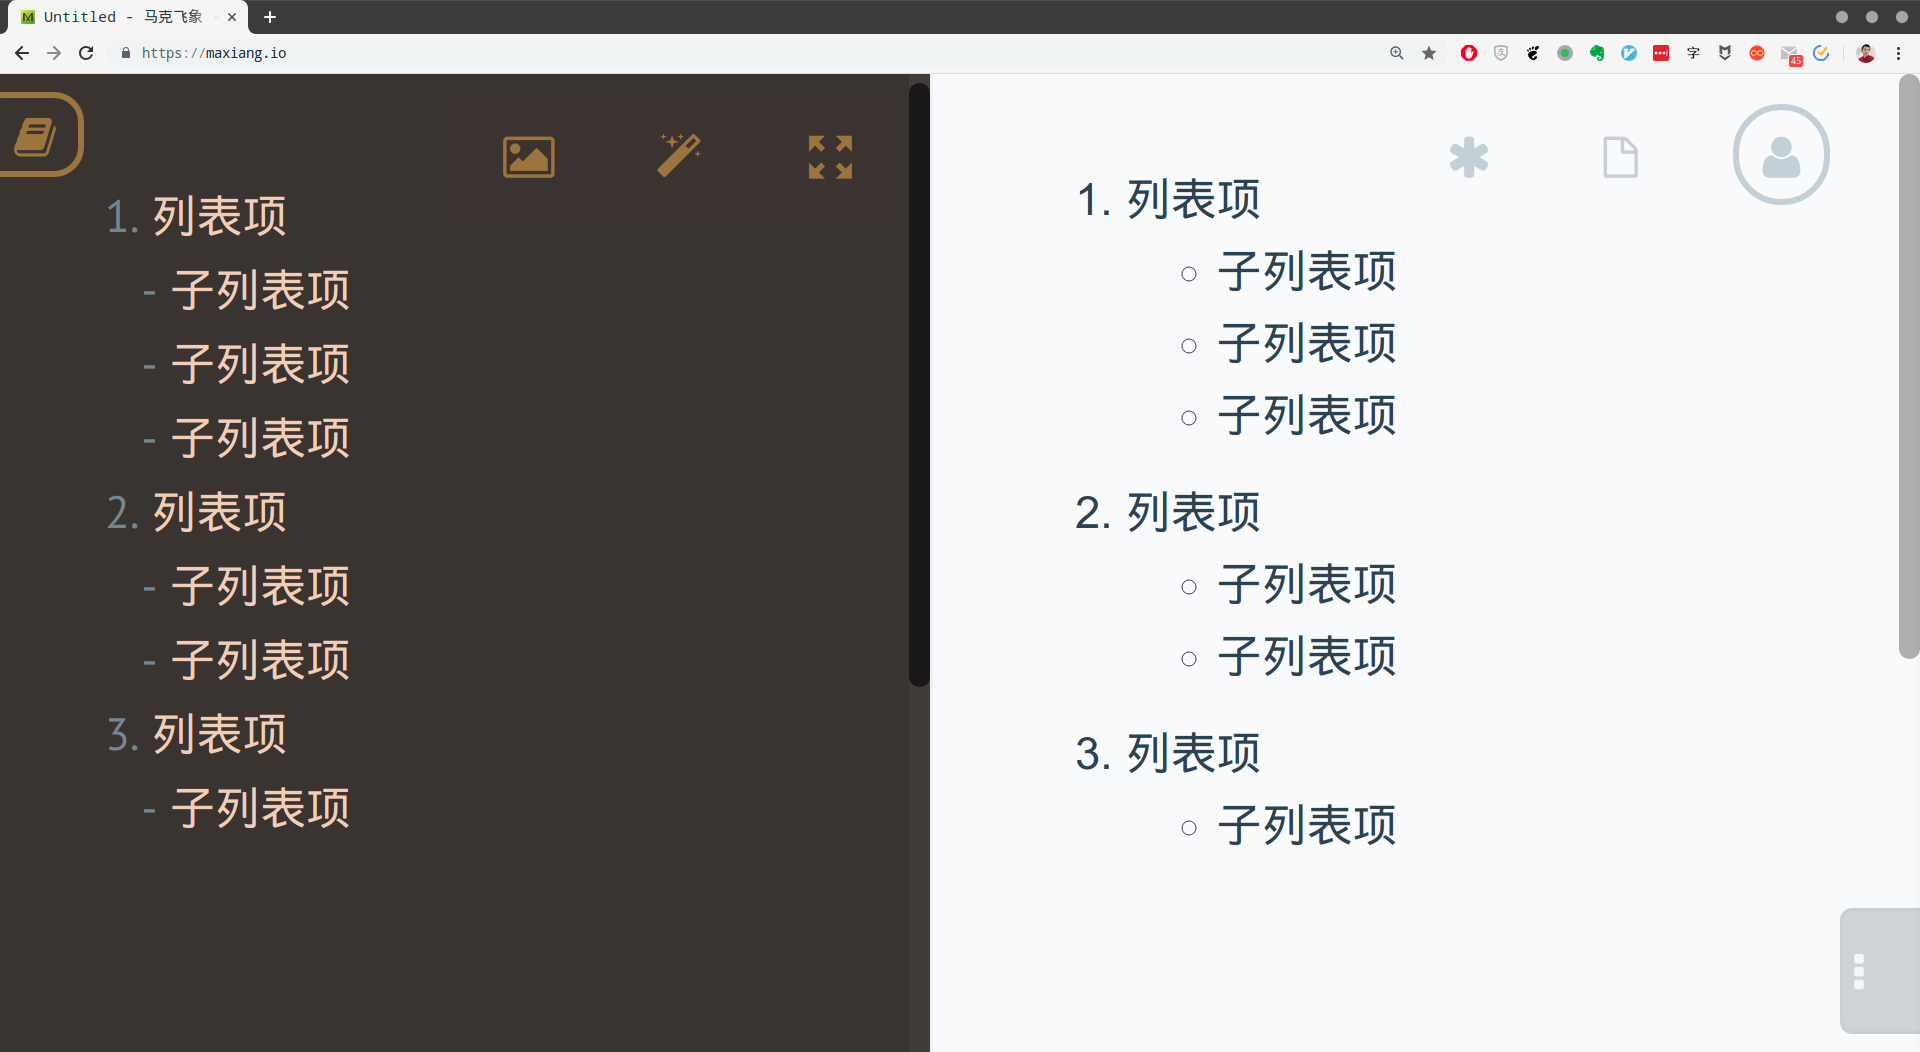 Untitled - 马克飞象 -
https://maxiang.io
45
字
1. 列表项
- 子列表项
- 子列表项
- 子列表项
2. 列表项
- 子列表项
- 子列表项
3. 列表项
- 子列表项
1. 列表项
子列表项
子列表项
子列表项
2. 列表项
子列表项
子列表项
3. 列表项
子列表项